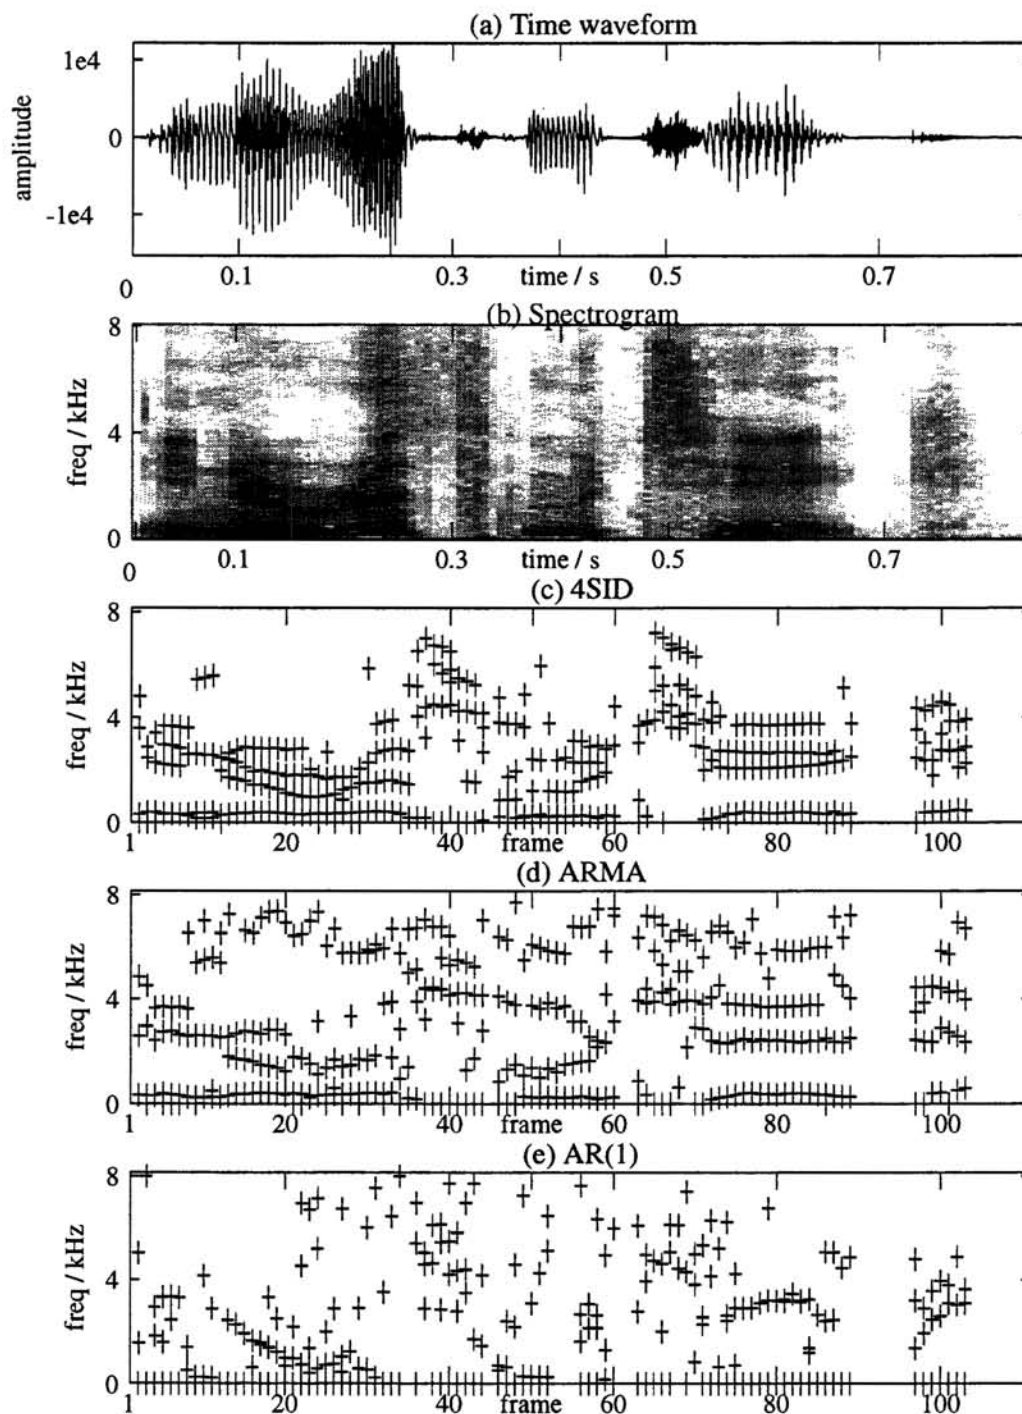 (a) Time waveform
1e4
0
-1e4
amplitude
0
0.1
0.3
time / s
0.5
0.7
(b) Spectrogram
8
4
0
freq / kHz
0
0.1
0.3
time / s
0.5
0.7
(c) 4SID
8
4
0
freq / kHz
1
20
40
frame
60
80
100
(d) ARMA
8
4
0
freq / kHz
1
20
40
frame
60
80
100
(e) AR(1)
8
4
0
freq / kHz
1
20
40
frame
60
80
100